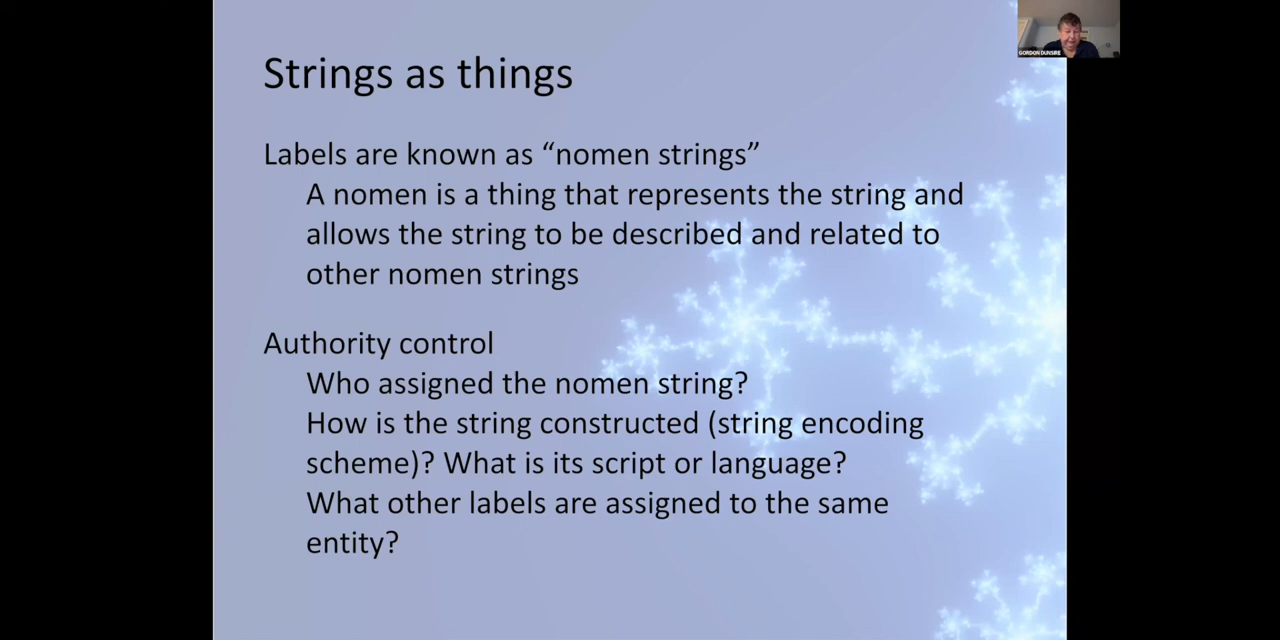 GORDON DUNSIRE
Strings as things
Labels are known as “nomen strings”
A nomen is a thing that represents the string and
allows the string to be described and related to
other nomen strings
Authority control
Who assigned the nomen string?
How is the string constructed (string encoding
scheme)? What is its script or language?
What other labels are assigned to the same
entity?